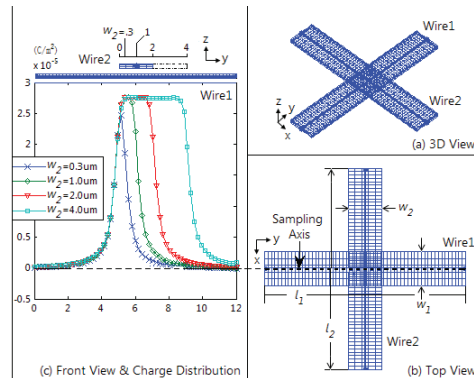 w2=.3 1
0 2 4
z
y
(C/m²)
x 10-5
Wire2
Wire1
3
2.5
2
1.5
1
0.5
0
-0.5
w2=0.3um
w2=1.0um
w2=2.0um
w2=4.0um
0 2 4 6 8 10 12
(c) Front View & Charge Distribution
z
y
x
Wire1
Wire2
(a) 3D View
w2
Sampling
Axis
y
x
Wire1
l1
l2
w1
Wire2
(b) Top View